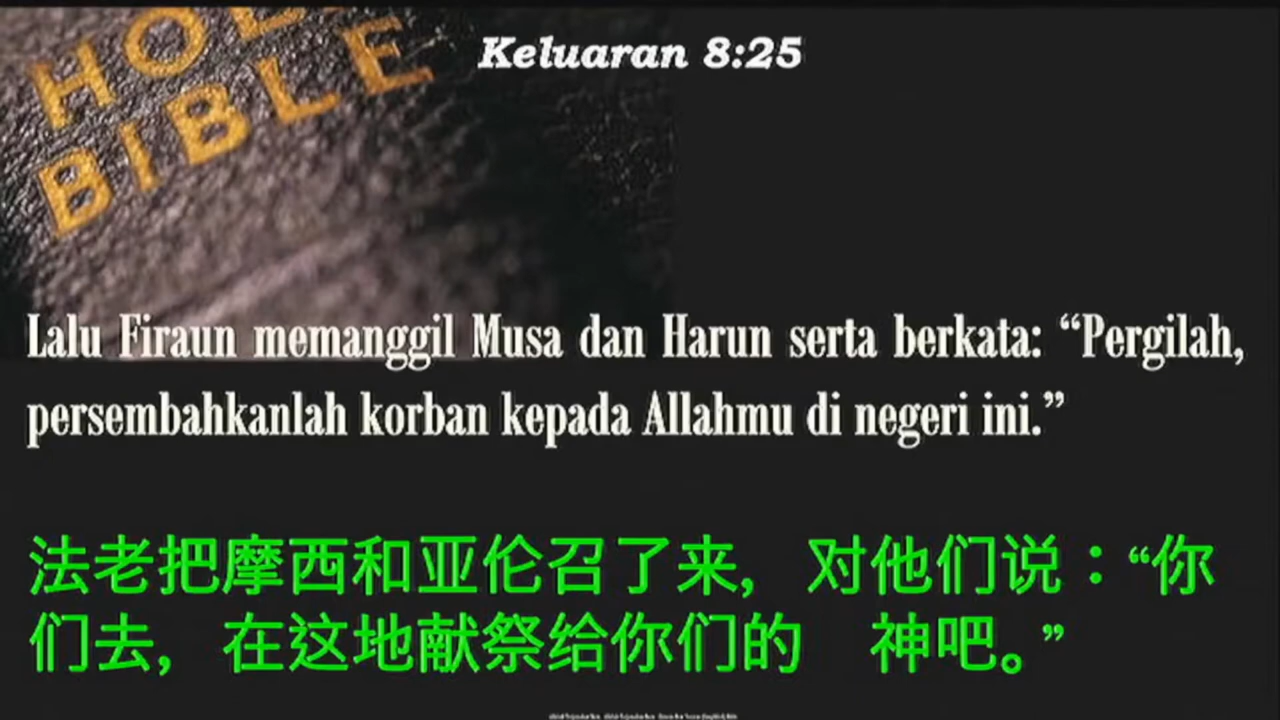 HOLY
BIBLE
Keluaran 8:25
Lalu Firaun memanggil Musa dan Harun serta berkata: “Pergilah,
persembahkanlah korban kepada Allahmu di negeri ini.”
法老把摩西和亚伦召了来, 对他们说：“你
们去, 在这地献祭给你们的　神吧。”